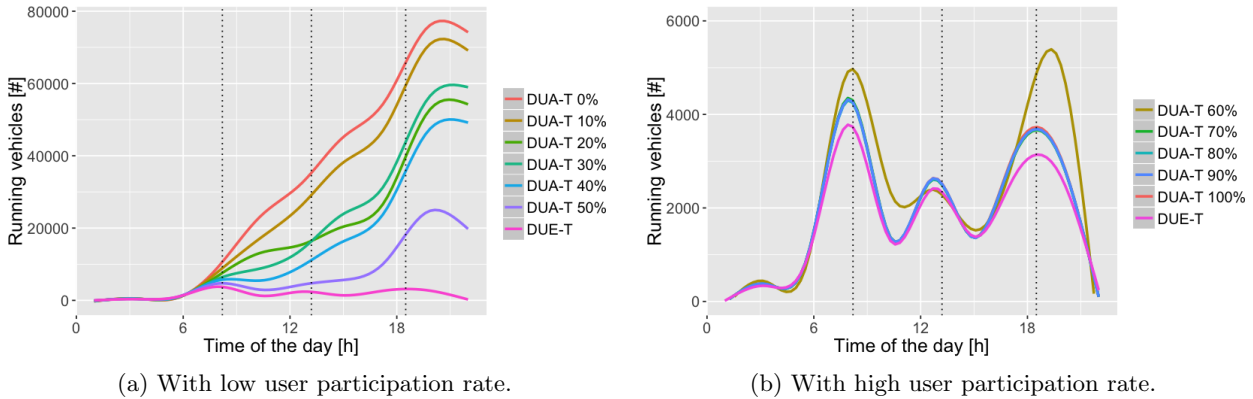 80000
60000
40000
20000
0
Running vehicles [#]
0
6
12
18
Time of the day [h]
DUA-T 0%
DUA-T 10%
DUA-T 20%
DUA-T 30%
DUA-T 40%
DUA-T 50%
DUE-T
(a) With low user participation rate.
6000
4000
2000
0
Running vehicles [#]
0
6
12
18
Time of the day [h]
DUA-T 60%
DUA-T 70%
DUA-T 80%
DUA-T 90%
DUA-T 100%
DUE-T
(b) With high user participation rate.